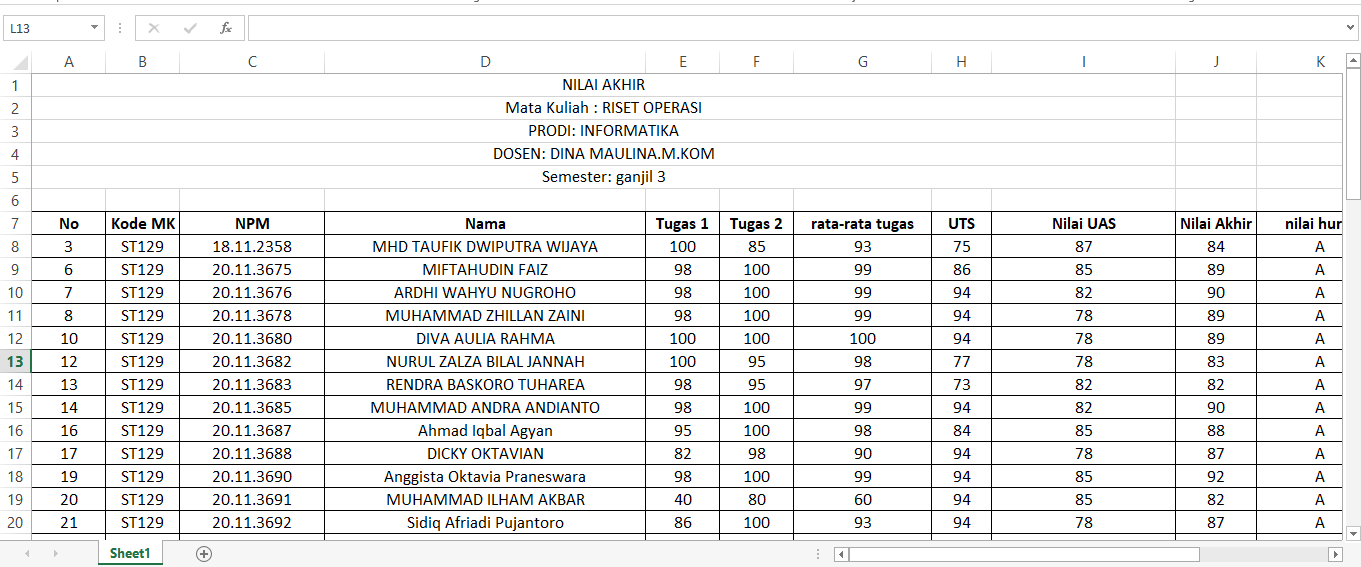 L13 fx
A B C D E F G H I J K
1 NILAI AKHIR
2 Mata Kuliah : RISET OPERASI
3 PRODI: INFORMATIKA
4 DOSEN: DINA MAULINA.M.KOM
5 Semester: ganjil 3
6
7 No Kode MK NPM Nama Tugas 1 Tugas 2 rata-rata tugas UTS Nilai UAS Nilai Akhir nilai hur
8 3 ST129 18.11.2358 MHD TAUFIK DWIPUTRA WIJAYA 100 85 93 75 87 84 A
9 6 ST129 20.11.3675 MIFTAHUDIN FAIZ 98 100 99 86 85 89 A
10 7 ST129 20.11.3676 ARDHI WAHYU NUGROHO 98 100 99 94 82 90 A
11 8 ST129 20.11.3678 MUHAMMAD ZHILLAN ZAINI 98 100 99 94 78 89 A
12 10 ST129 20.11.3680 DIVA AULIA RAHMA 100 100 100 94 78 89 A
13 12 ST129 20.11.3682 NURUL ZALZA BILAL JANNAH 100 95 98 77 78 83 A
14 13 ST129 20.11.3683 RENDRA BASKORO TUHAREA 98 95 97 73 82 82 A
15 14 ST129 20.11.3685 MUHAMMAD ANDRA ANDIANTO 98 100 99 94 82 90 A
16 16 ST129 20.11.3687 Ahmad Iqbal Agyan 95 100 98 84 85 88 A
17 17 ST129 20.11.3688 DICKY OKTAVIAN 82 98 90 94 78 87 A
18 19 ST129 20.11.3690 Anggista Oktavia Praneswara 98 100 99 94 85 92 A
19 20 ST129 20.11.3691 MUHAMMAD ILHAM AKBAR 40 80 60 94 85 82 A
20 21 ST129 20.11.3692 Sidiq Afriadi Pujantoro 86 100 93 94 78 87 A
Sheet1